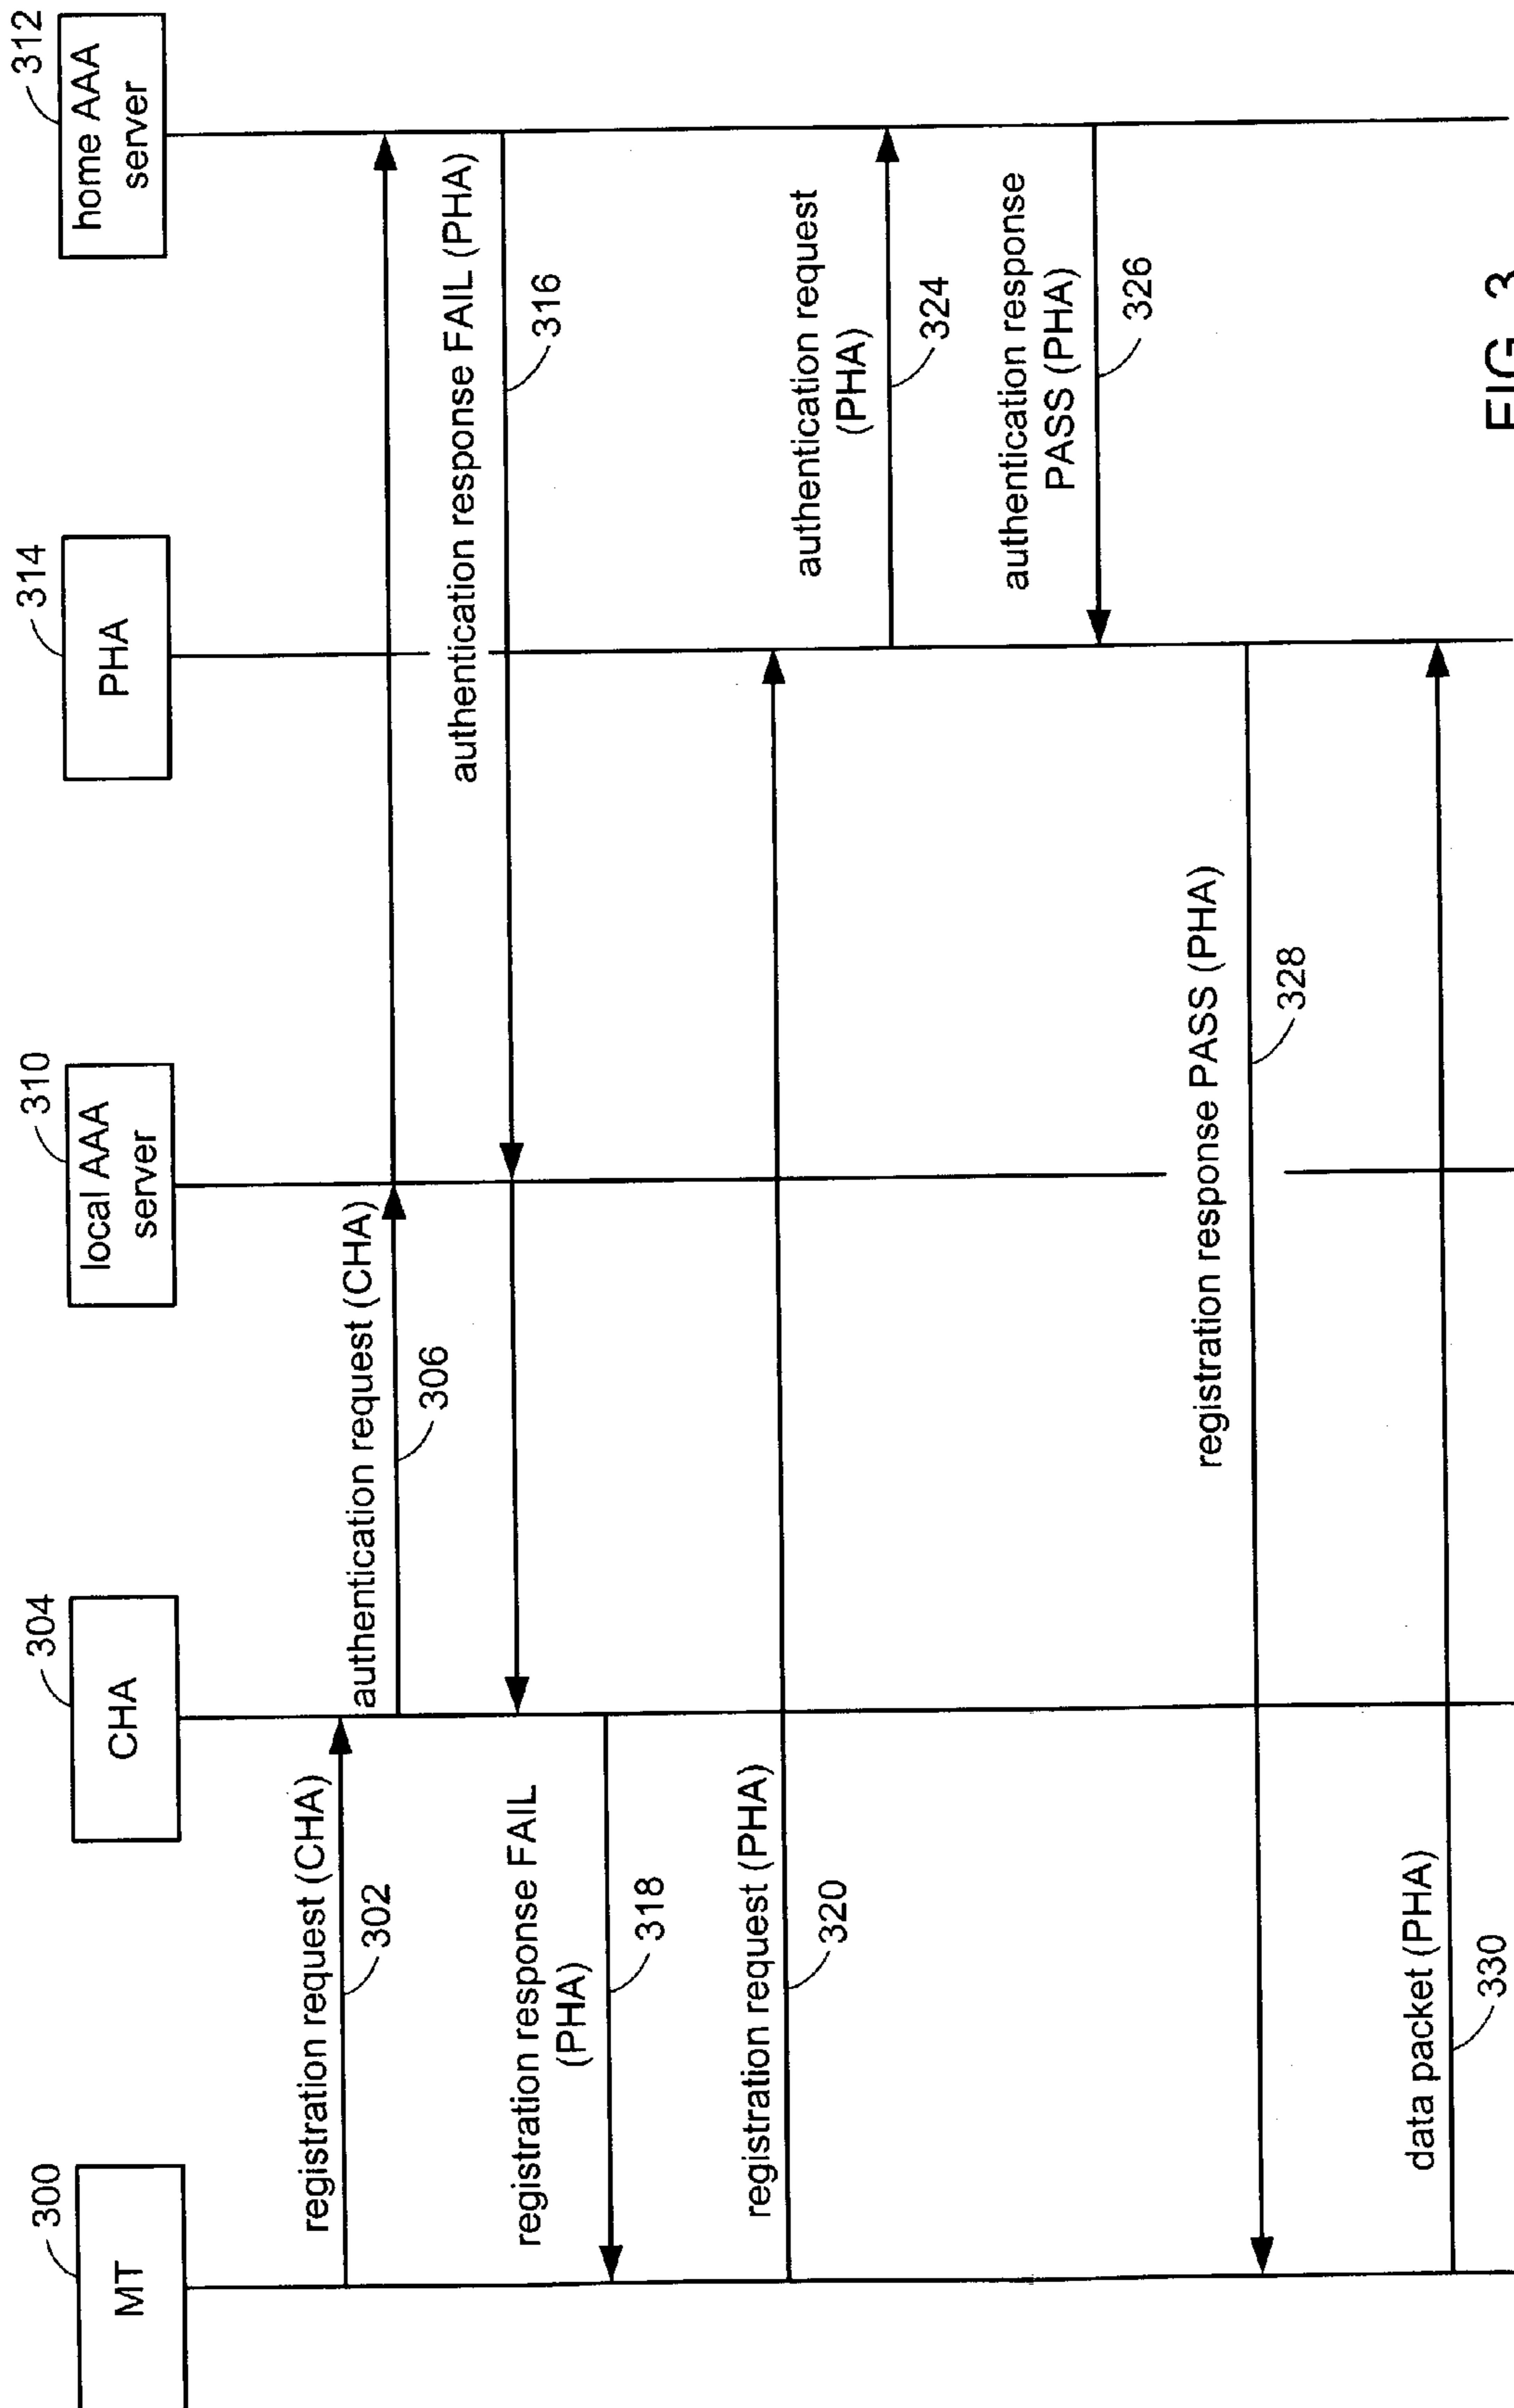 300
MT
304
CHA
310
local AAA
server
314
PHA
312
home AAA
server
registration request (CHA)
302
authentication request (CHA)
306
authentication response FAIL (PHA)
316
registration response FAIL
(PHA)
318
registration request (PHA)
320
authentication request
(PHA)
324
authentication response
PASS (PHA)
326
registration response PASS (PHA)
328
data packet (PHA)
330
FIG. 3